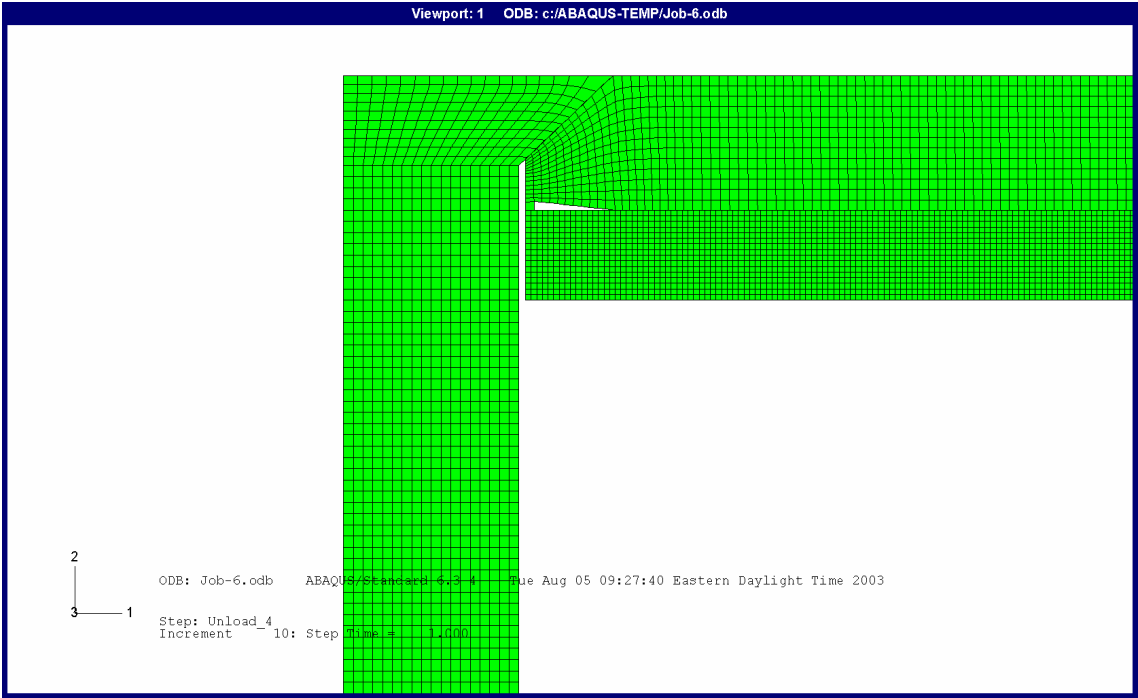 Viewport: 1 ODB: c:/ABAQUS-TEMP/Job-6.odb
2
3 1
ODB: Job-6.odb ABAQUS/Standard 6.3-4 Tue Aug 05 09:27:40 Eastern Daylight Time 2003
Step: Unload_4
Increment 10: Step Time = 1.000